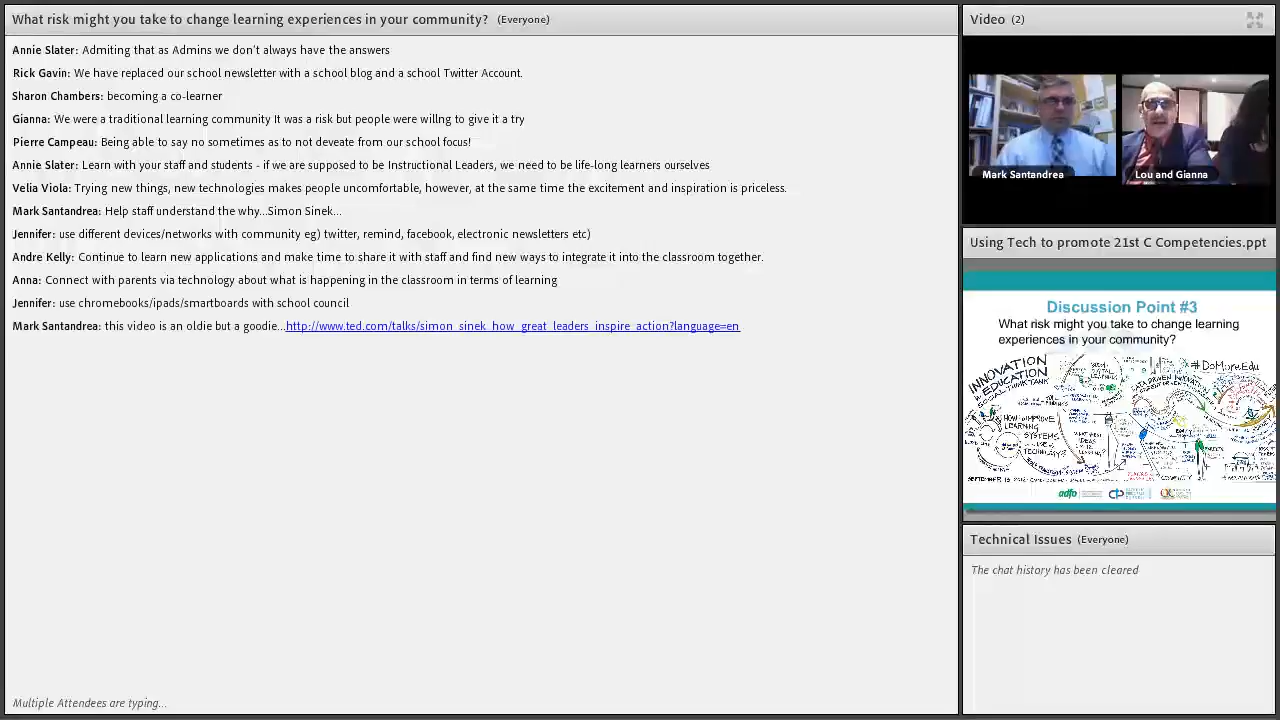 What risk might you take to change learning experiences in your community? (Everyone)
Annie Slater: Admiting that as Admins we don't always have the answers
Rick Gavin: We have replaced our school newsletter with a school blog and a school Twitter Account.
Sharon Chambers: becoming a co-learner
Gianna: We were a traditional learning community It was a risk but people were willng to give it a try
Pierre Campeau: Being able to say no sometimes as to not deveate from our school focus!
Annie Slater: Learn with your staff and students - if we are supposed to be Instructional Leaders, we need to be life-long learners ourselves
Velia Viola: Trying new things, new technologies makes people uncomfortable, however, at the same time the excitement and inspiration is priceless.
Mark Santandrea: Help staff understand the why...Simon Sinek...
Jennifer: use different devices/networks with community eg) twitter, remind, facebook, electronic newsletters etc)
Andre Kelly: Continue to learn new applications and make time to share it with staff and find new ways to integrate it into the classroom together.
Anna: Connect with parents via technology about what is happening in the classroom in terms of learning
Jennifer: use chromebooks/ipads/smartboards with school council
Mark Santandrea: this video is an oldie but a goodie...http://www.ted.com/talks/simon_sinek_how_great_leaders_inspire_action?language=en
Multiple Attendees are typing...
Video (2)
Mark Santandrea
Lou and Gianna
Using Tech to promote 21st C Competencies.ppt
Discussion Point #3
What risk might you take to change learning
experiences in your community?
INNOVATION
EDUCATION
#DoMoreEdu
HOW IMPROVE
LEARNING
SYSTEMS
TECHNOLOGY
adfo
Technical Issues (Everyone)
The chat history has been cleared